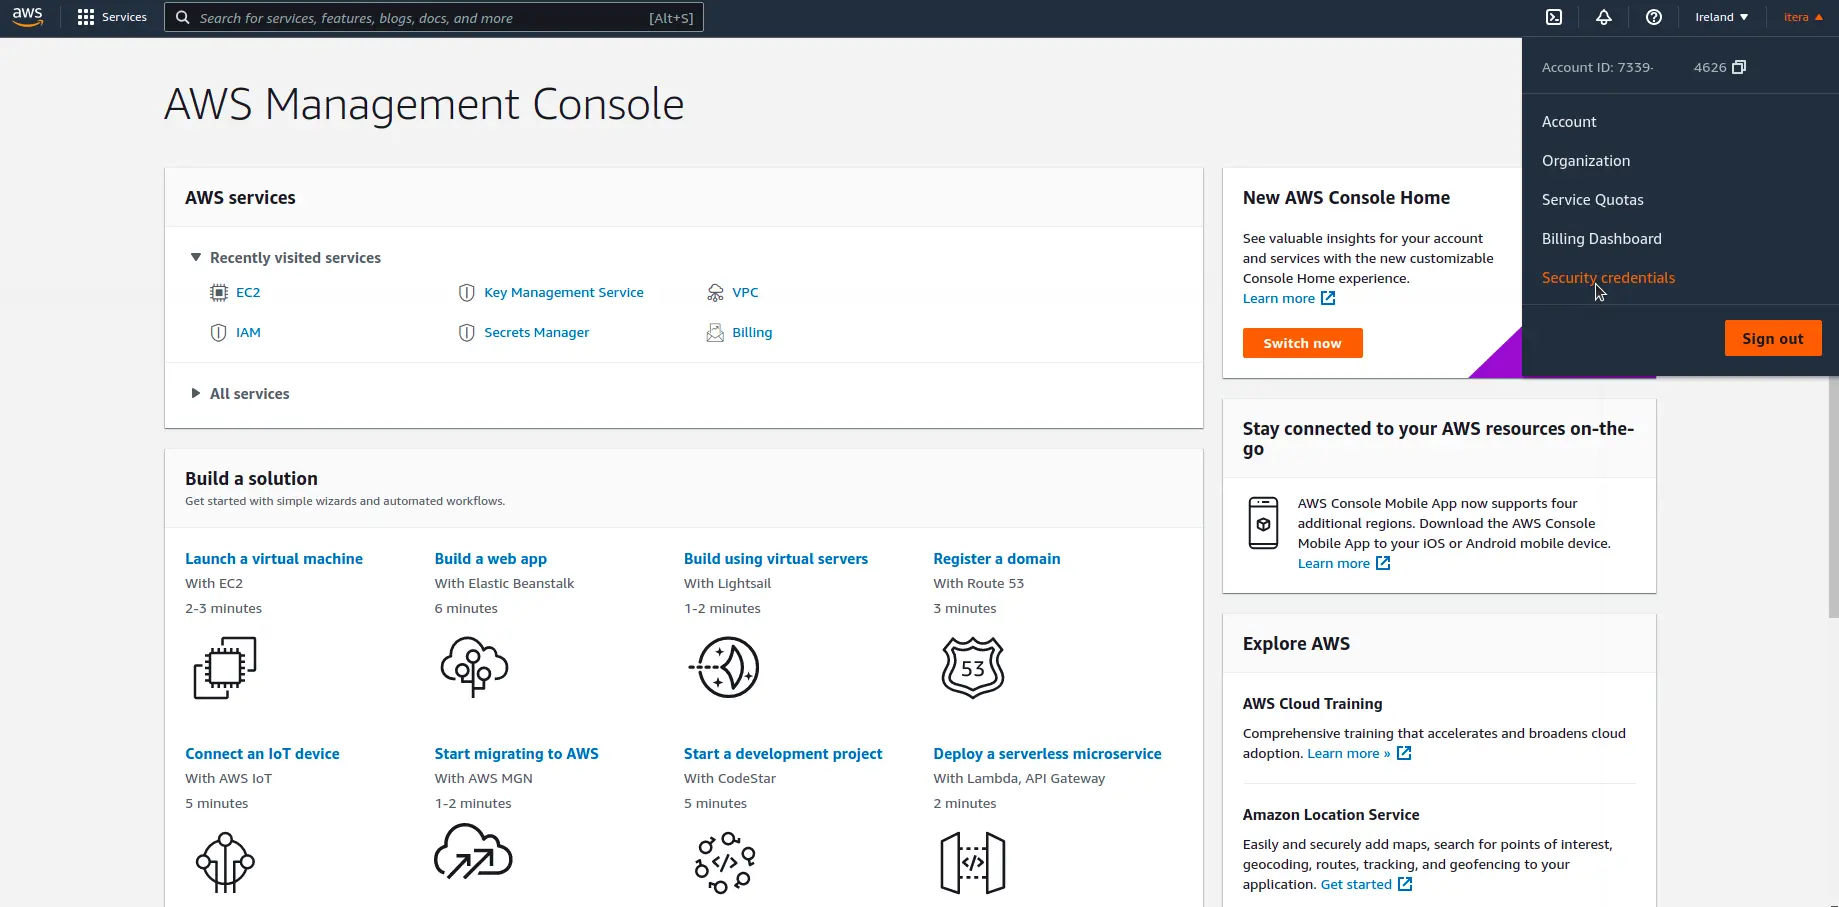 aws
Services
Search for services, features, blogs, docs, and more
[Alt+S]
Ireland
itera
Account ID: 7339-
4626
Account
Organization
Service Quotas
Billing Dashboard
Security credentials
Sign out
AWS Management Console
AWS services
Recently visited services
EC2
Key Management Service
VPC
IAM
Secrets Manager
Billing
All services
Build a solution
Get started with simple wizards and automated workflows.
Launch a virtual machine
With EC2
2-3 minutes
Build a web app
With Elastic Beanstalk
6 minutes
Build using virtual servers
With Lightsail
1-2 minutes
Register a domain
With Route 53
3 minutes
53
Connect an IoT device
With AWS IoT
5 minutes
Start migrating to AWS
With AWS MGN
1-2 minutes
Start a development project
With CodeStar
5 minutes
Deploy a serverless microservice
With Lambda, API Gateway
2 minutes
New AWS Console Home
See valuable insights for your account
and services with the new customizable
Console Home experience.
Learn more
Switch now
Stay connected to your AWS resources on-the-
go
AWS Console Mobile App now supports four
additional regions. Download the AWS Console
Mobile App to your iOS or Android mobile device.
Learn more
Explore AWS
AWS Cloud Training
Comprehensive training that accelerates and broadens cloud
adoption. Learn more »
Amazon Location Service
Easily and securely add maps, search for points of interest,
geocoding, routes, tracking, and geofencing to your
application. Get started